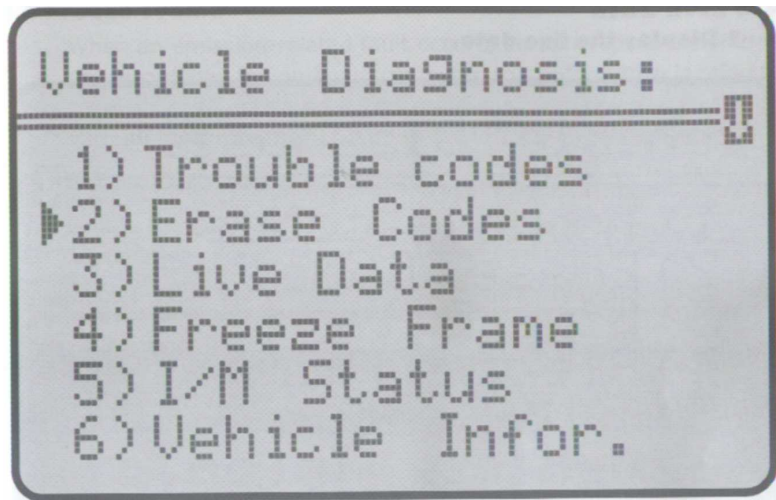 Vehicle Diagnosis:
1) Trouble codes
2) Erase Codes
3) Live Data
4) Freeze Frame
5) I/M Status
6) Vehicle Infor.